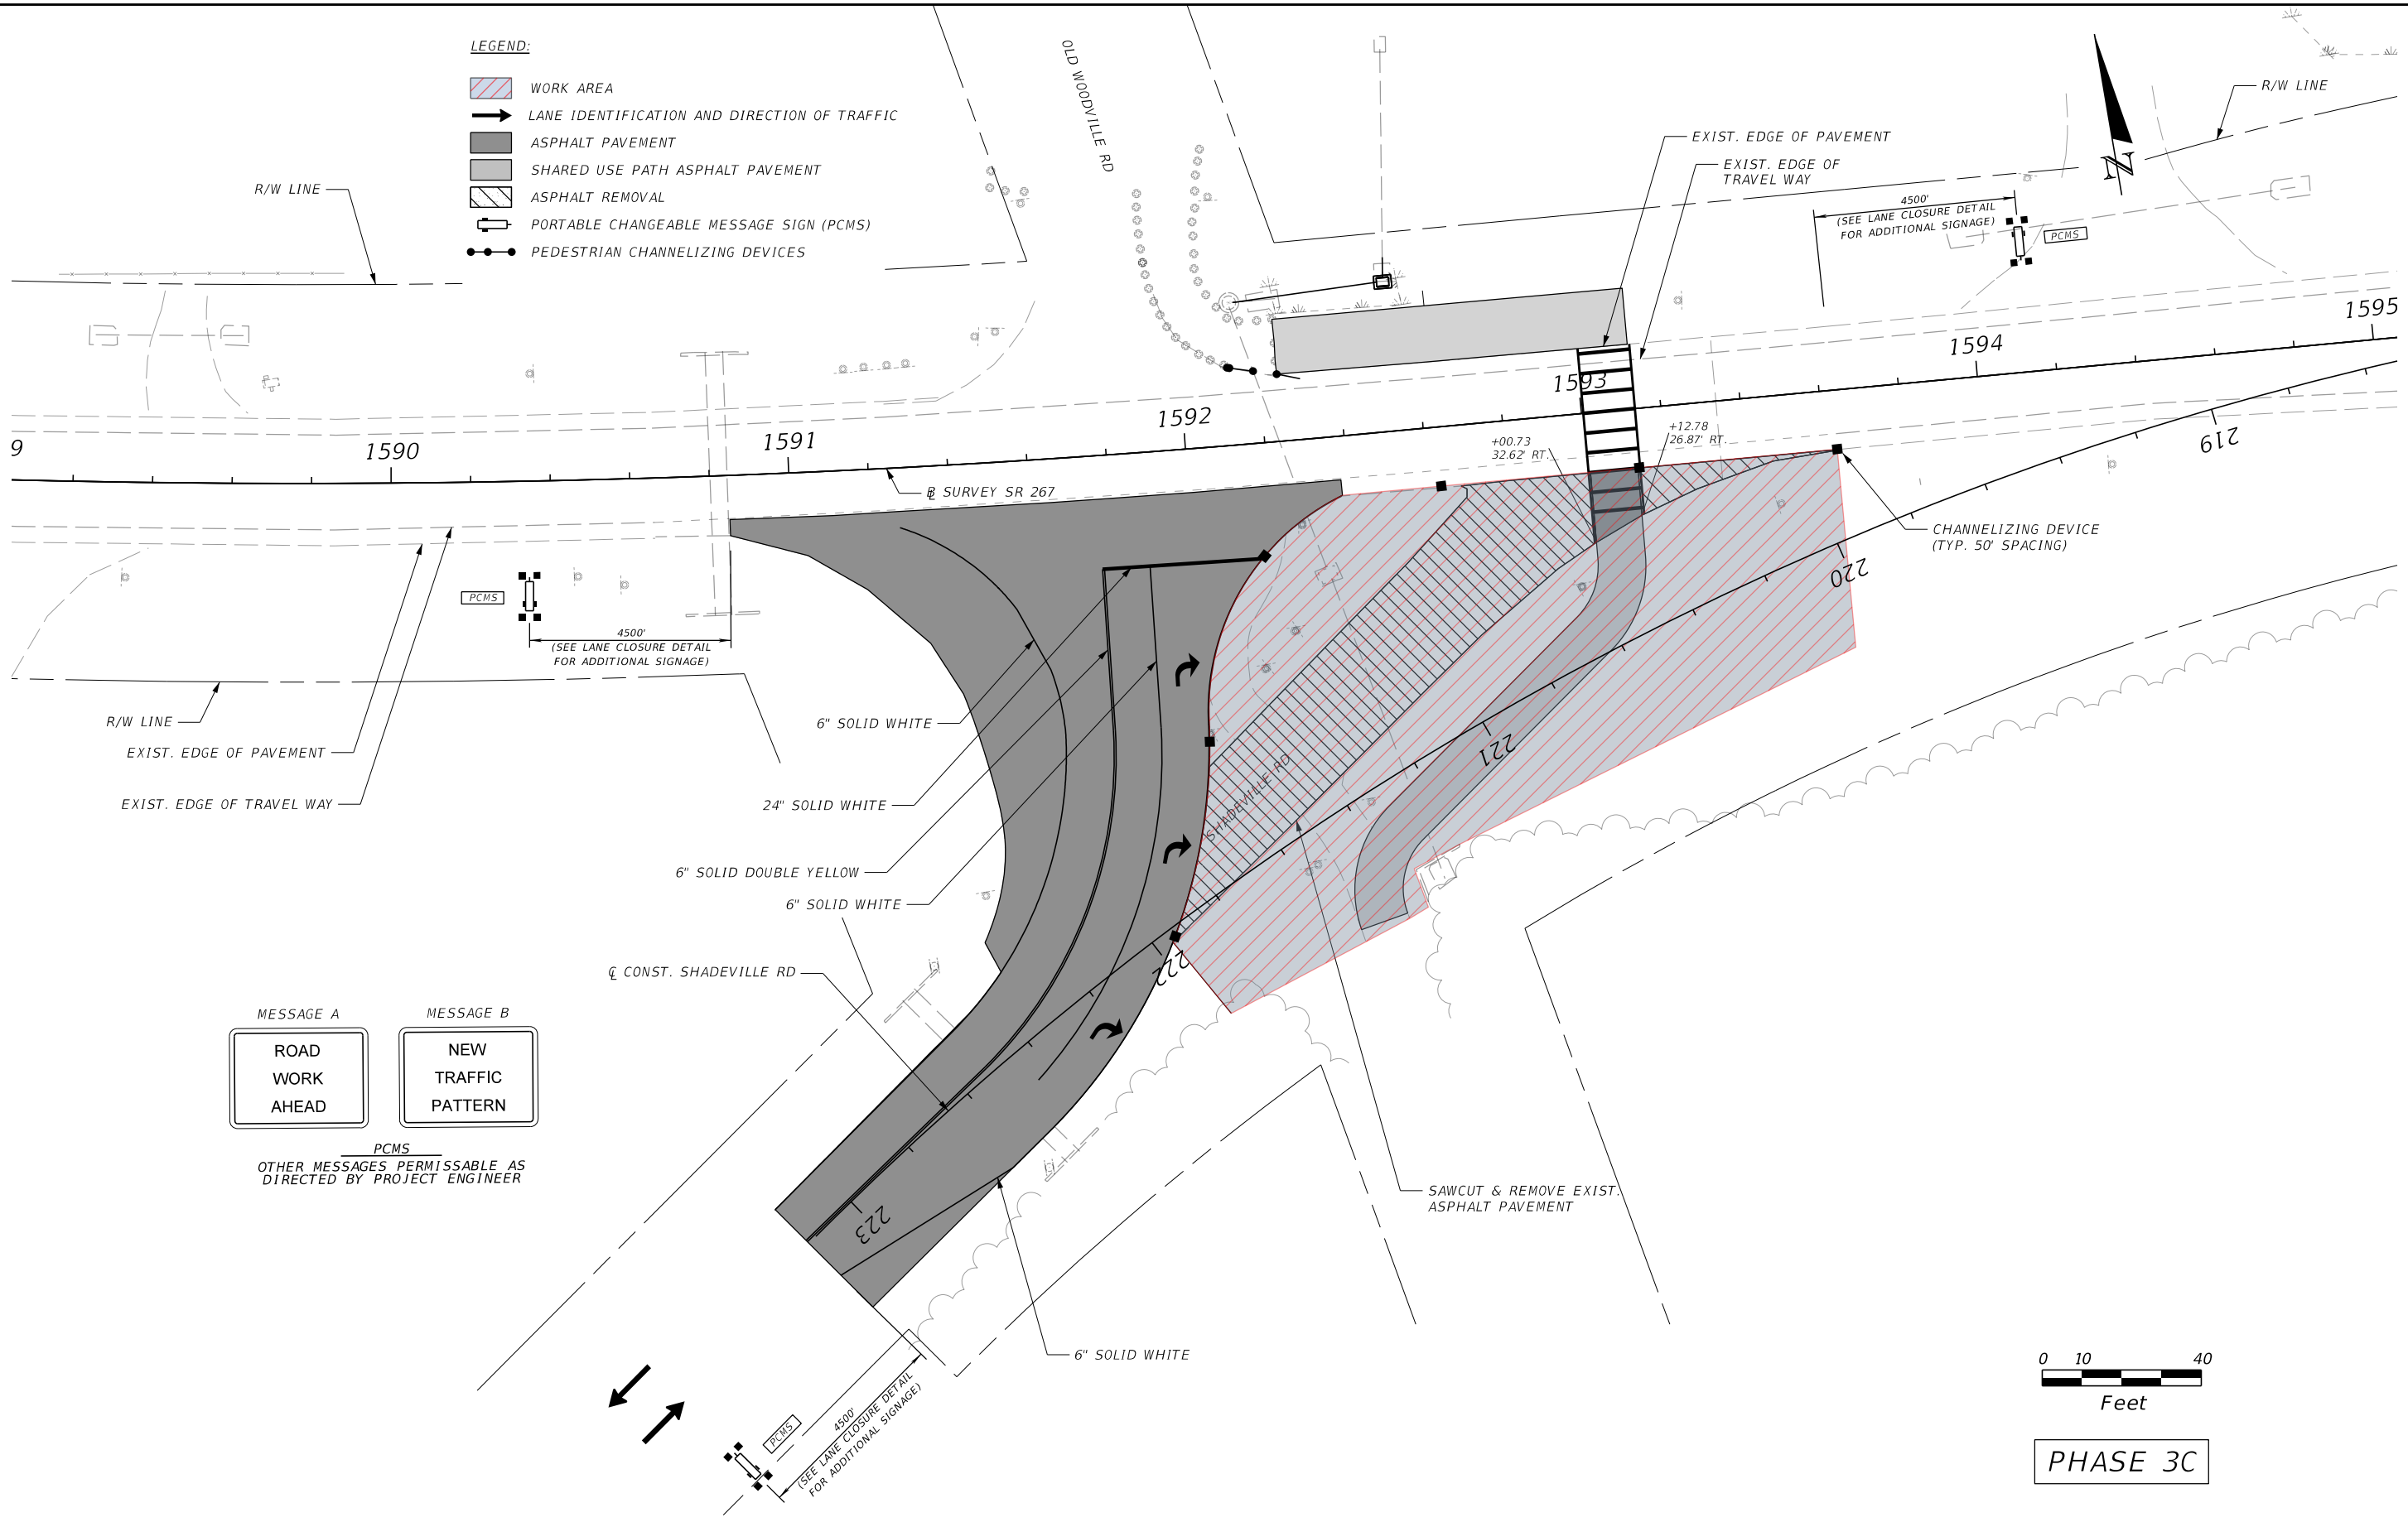 LEGEND:
WORK AREA
LANE IDENTIFICATION AND DIRECTION OF TRAFFIC
ASPHALT PAVEMENT
SHARED USE PATH ASPHALT PAVEMENT
ASPHALT REMOVAL
PORTABLE CHANGEABLE MESSAGE SIGN (PCMS)
PEDESTRIAN CHANNELIZING DEVICES
OLD WOODVILLE RD
R/W LINE
EXIST. EDGE OF PAVEMENT
EXIST. EDGE OF
TRAVEL WAY
R/W LINE
N
4500'
(SEE LANE CLOSURE DETAIL
FOR ADDITIONAL SIGNAGE)
PCMS
R/W LINE
9
1590
1591
1592
1593
1594
1595
℄ SURVEY SR 267
+00.73
32.62' RT.
+12.78
26.87' RT.
219
220
221
222
223
CHANNELIZING DEVICE
(TYP. 50' SPACING)
PCMS
4500'
(SEE LANE CLOSURE DETAIL
FOR ADDITIONAL SIGNAGE)
R/W LINE
EXIST. EDGE OF PAVEMENT
EXIST. EDGE OF TRAVEL WAY
6" SOLID WHITE
24" SOLID WHITE
6" SOLID DOUBLE YELLOW
6" SOLID WHITE
℄ CONST. SHADEVILLE RD
SHADEVILLE RD
MESSAGE A
ROAD
WORK
AHEAD
MESSAGE B
NEW
TRAFFIC
PATTERN
PCMS
OTHER MESSAGES PERMISSABLE AS
DIRECTED BY PROJECT ENGINEER
SAWCUT & REMOVE EXIST.
ASPHALT PAVEMENT
6" SOLID WHITE
PCMS
4500'
(SEE LANE CLOSURE DETAIL
FOR ADDITIONAL SIGNAGE)
0 10 40
Feet
PHASE 3C